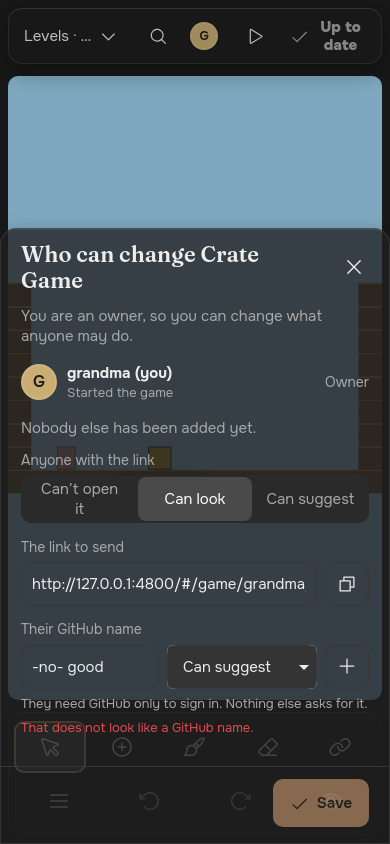 Levels · ...
G
Up to
date
Who can change Crate
Game
You are an owner, so you can change what
anyone may do.
G
grandma (you)
Started the game
Owner
Nobody else has been added yet.
Anyone with the link
Can't open
it
Can look
Can suggest
The link to send
http://127.0.0.1:4800/#/game/grandma
Their GitHub name
-no- good
Can suggest
They need GitHub only to sign in. Nothing else asks for it.
That does not look like a GitHub name.
Save